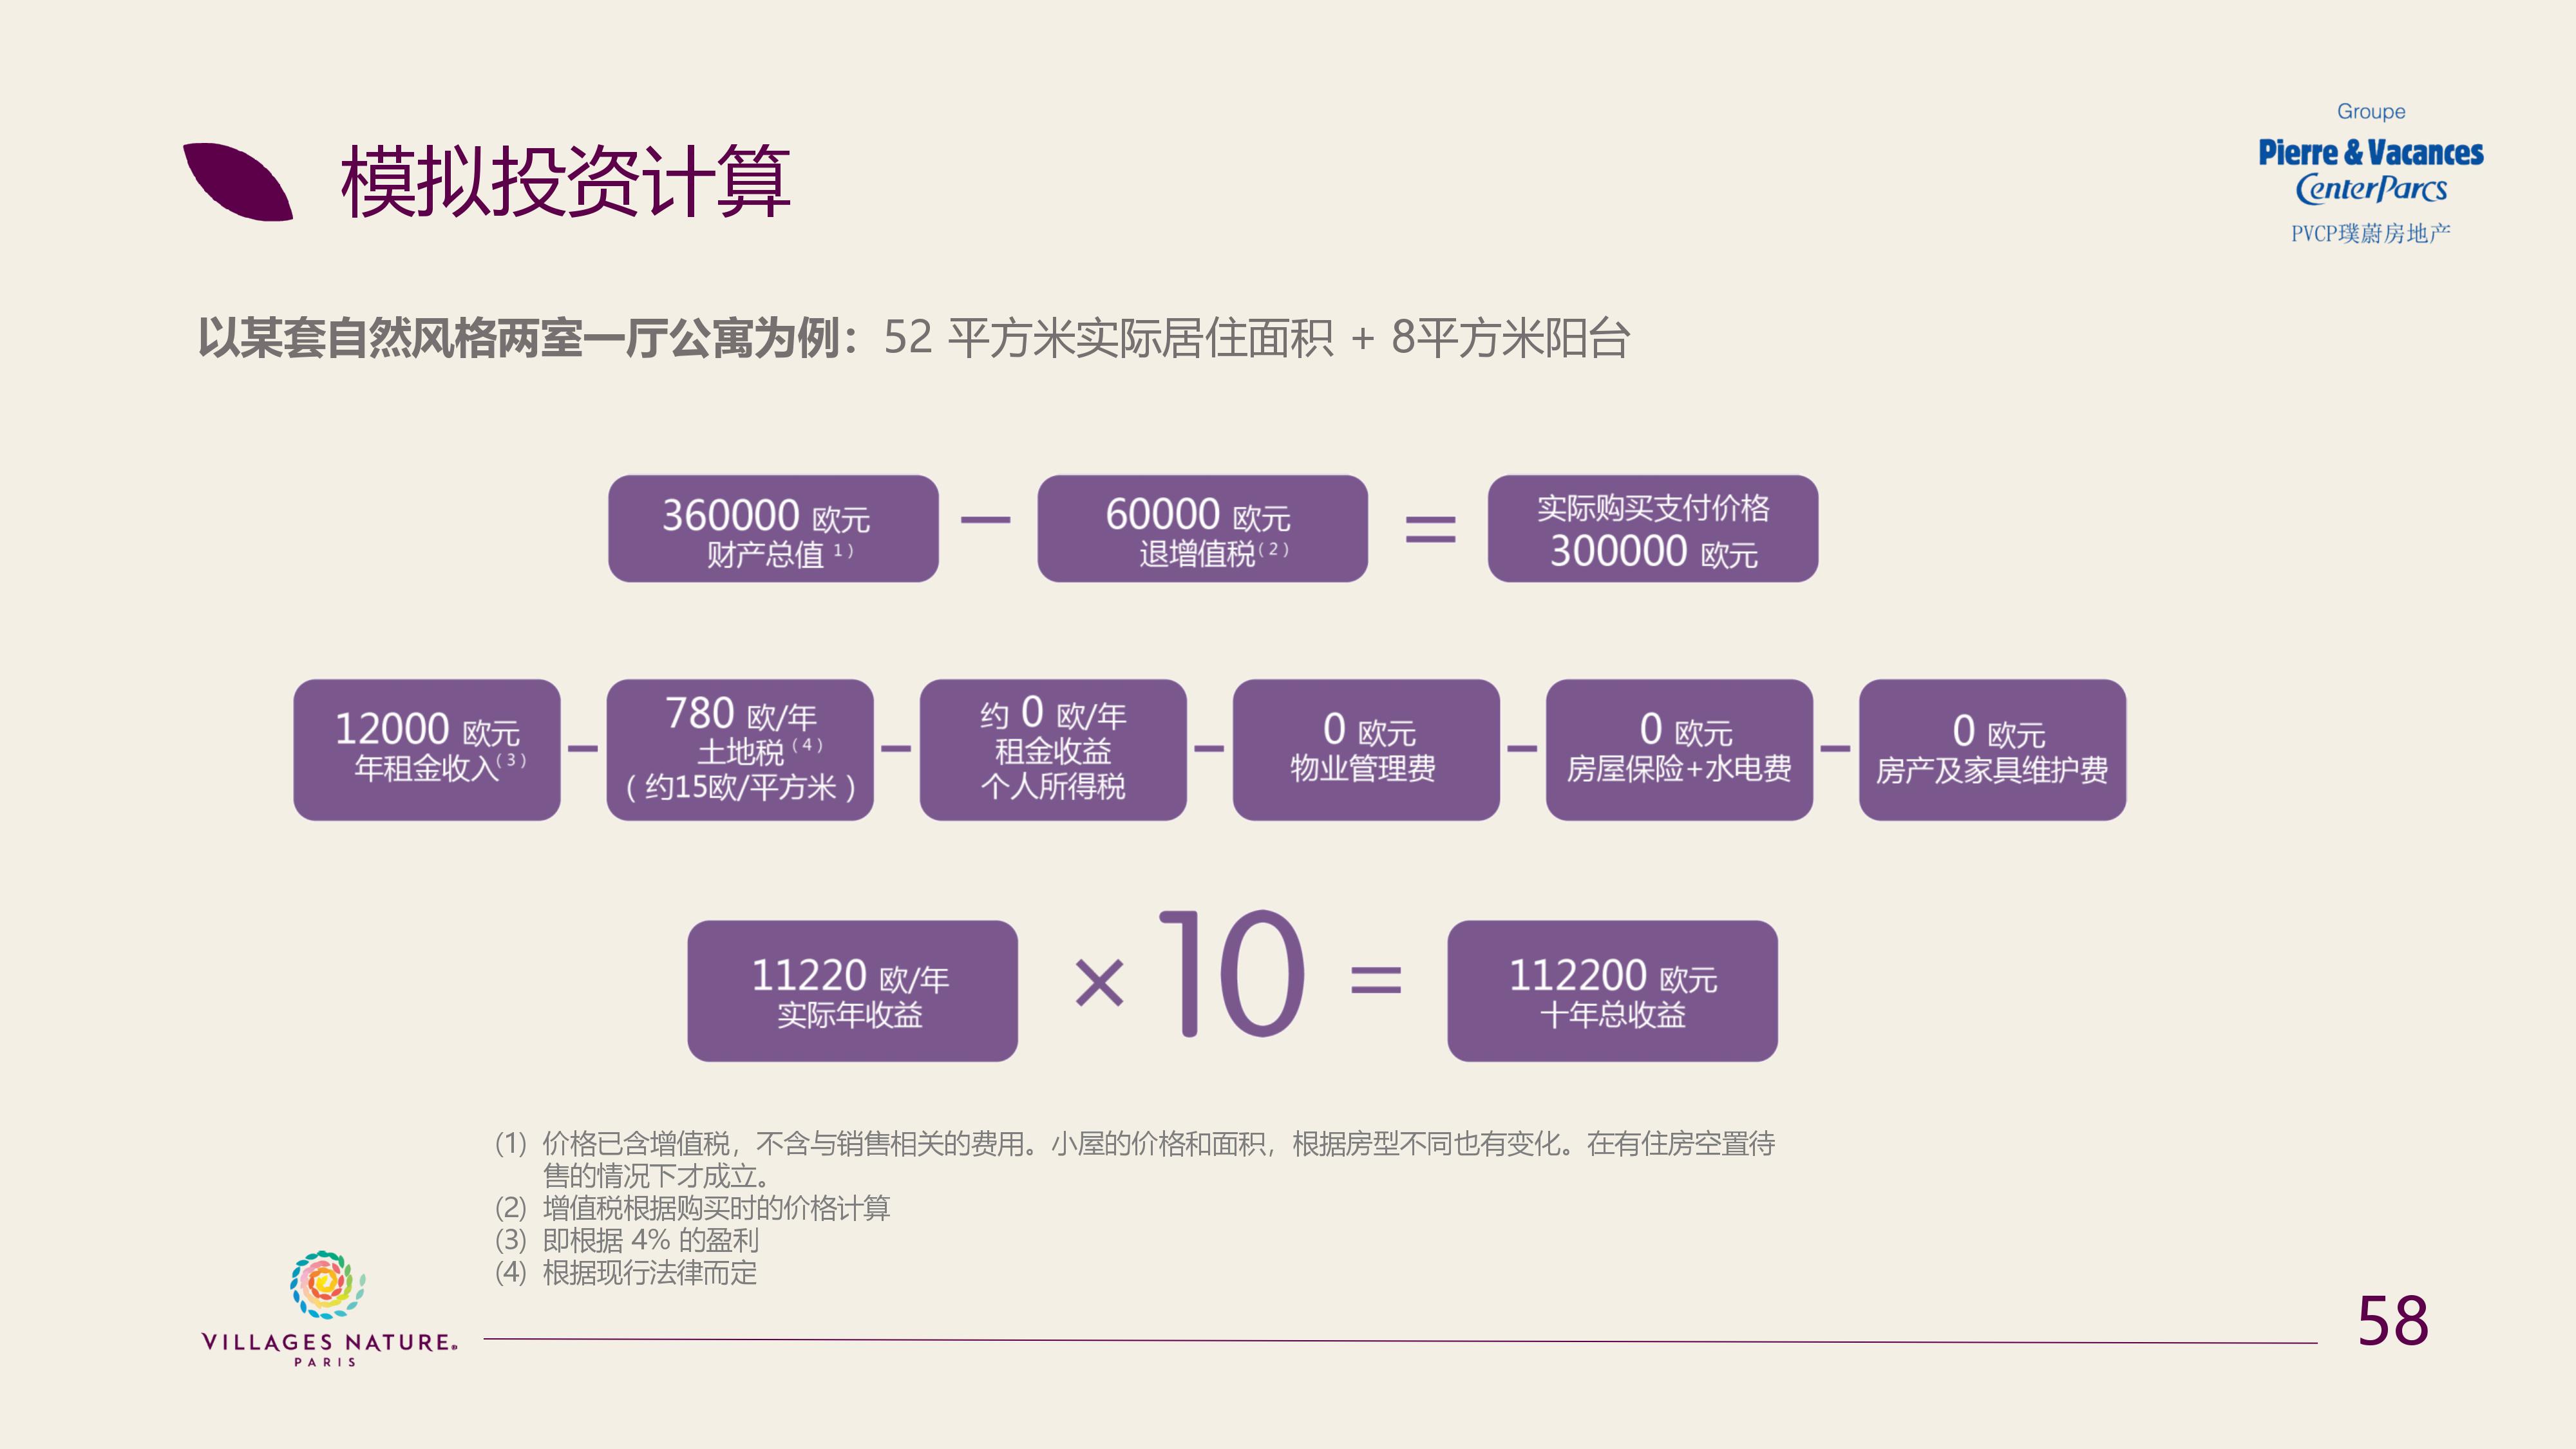 Groupe
Pierre & Vacances
CenterParcs
PVCP璞蔚房地产
模拟投资计算
以某套自然风格两室一厅公寓为例：52 平方米实际居住面积 + 8平方米阳台
360000 欧元
财产总值 1）
—
60000 欧元
退增值税（2）
=
实际购买支付价格
300000 欧元
12000 欧元
年租金收入（3）
–
780 欧/年
土地税（4）
（约15欧/平方米）
–
约 0 欧/年
租金收益
个人所得税
–
0 欧元
物业管理费
–
0 欧元
房屋保险+水电费
–
0 欧元
房产及家具维护费
11220 欧/年
实际年收益
× 10 =
112200 欧元
十年总收益
(1) 价格已含增值税，不含与销售相关的费用。小屋的价格和面积，根据房型不同也有变化。在有住房空置待
售的情况下才成立。
(2) 增值税根据购买时的价格计算
(3) 即根据 4% 的盈利
(4) 根据现行法律而定
VILLAGES NATURE®
PARIS
58